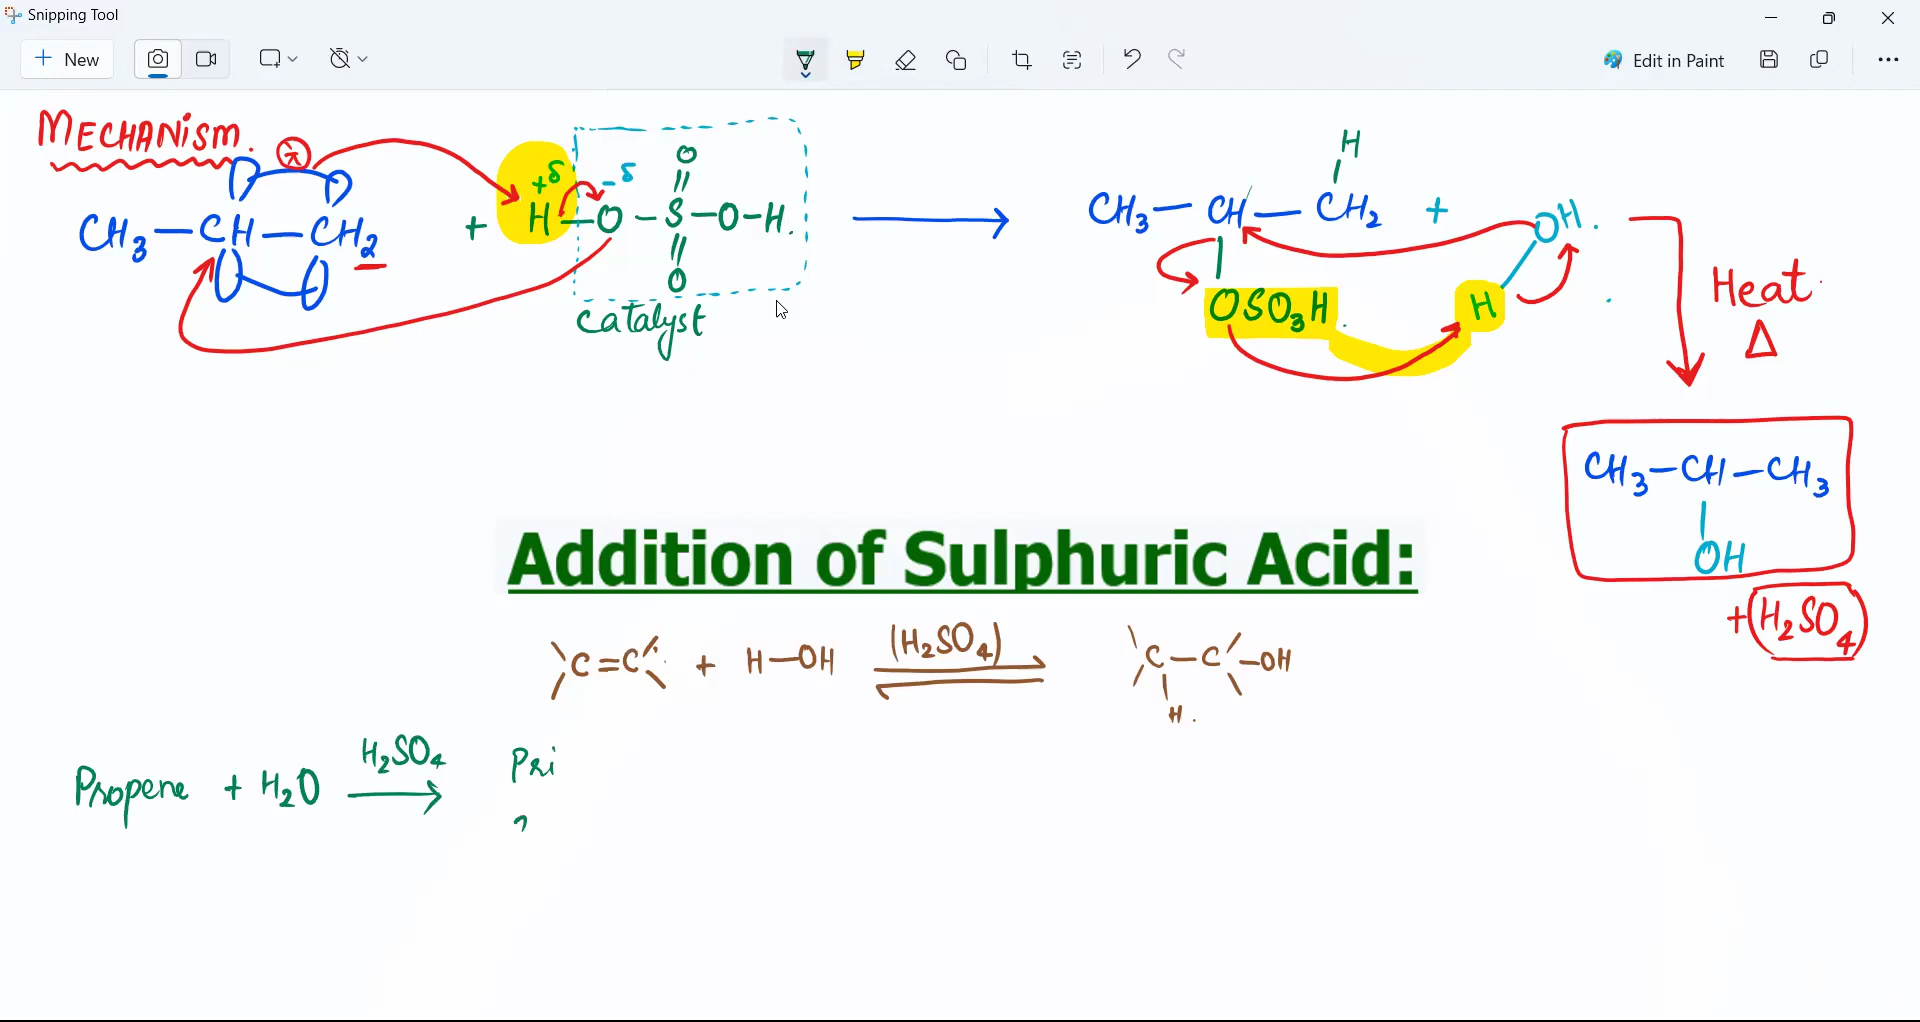 Snipping Tool
New
Edit in Paint
MECHANISM.
π
CH3—CH—CH2 + H—O—S—O—H.
+δ -δ
O
O
catalyst
H
CH3—CH—CH2 + OH.
OSO3H. H
Heat
Δ
CH3—CH—CH3
OH
+ H2SO4
Addition of Sulphuric Acid:
C=C + H—OH (H2SO4) C—C—OH
H.
Propene + H2O H2SO4 Pri